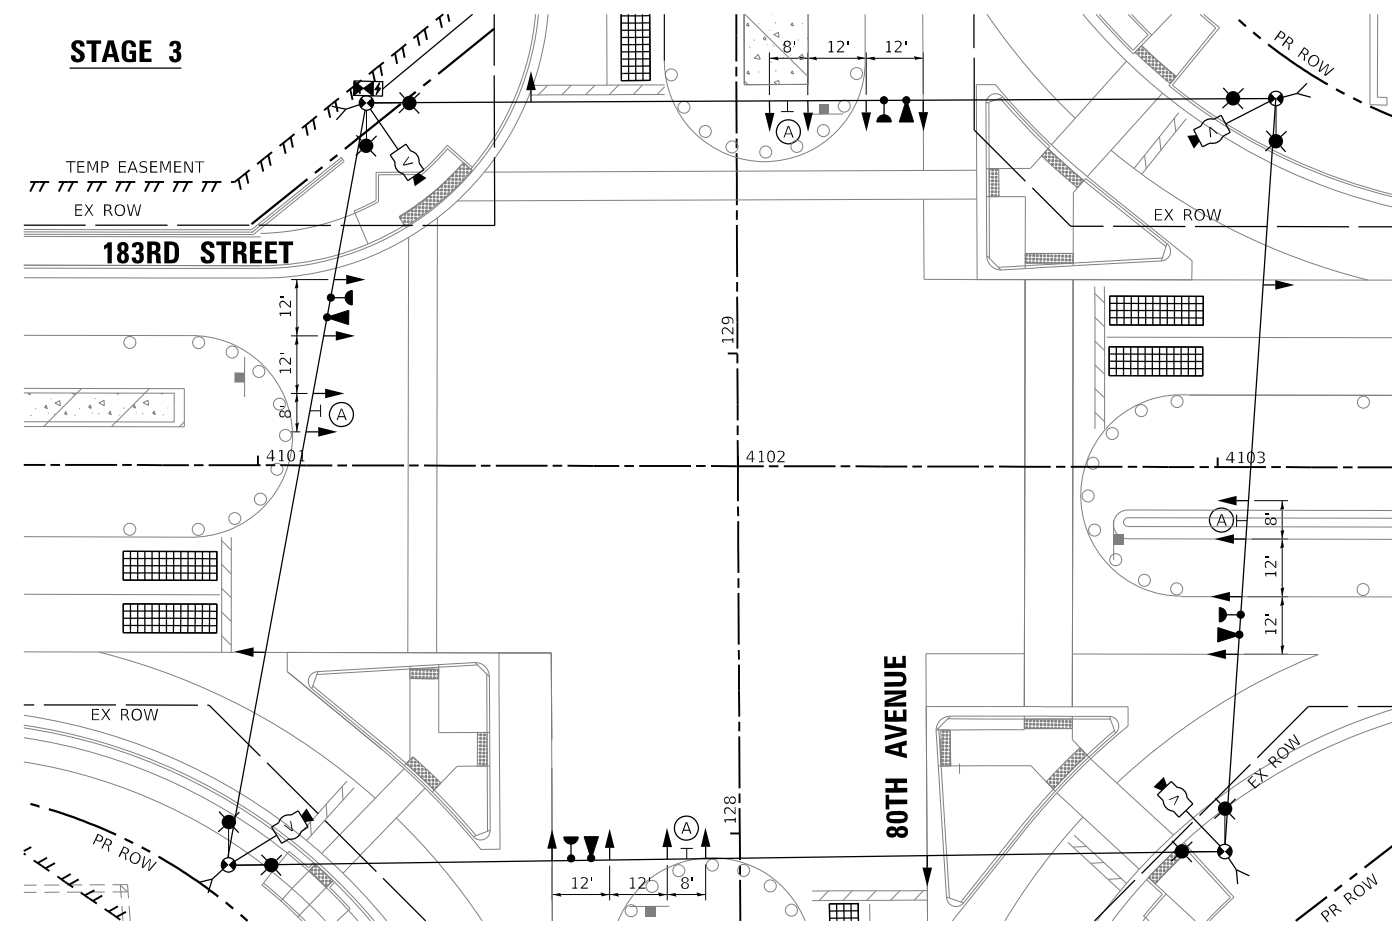 STAGE 3
8' 12' 12'
PR ROW
A
V
V
TEMP EASEMENT
EX ROW
EX ROW
183RD STREET
12'
129
12'
8'
A
4101
4102
4103
A
8'
12'
12'
EX ROW
80TH AVENUE
EX ROW
V
V
128
A
PR ROW
12' 12' 8'
PR ROW